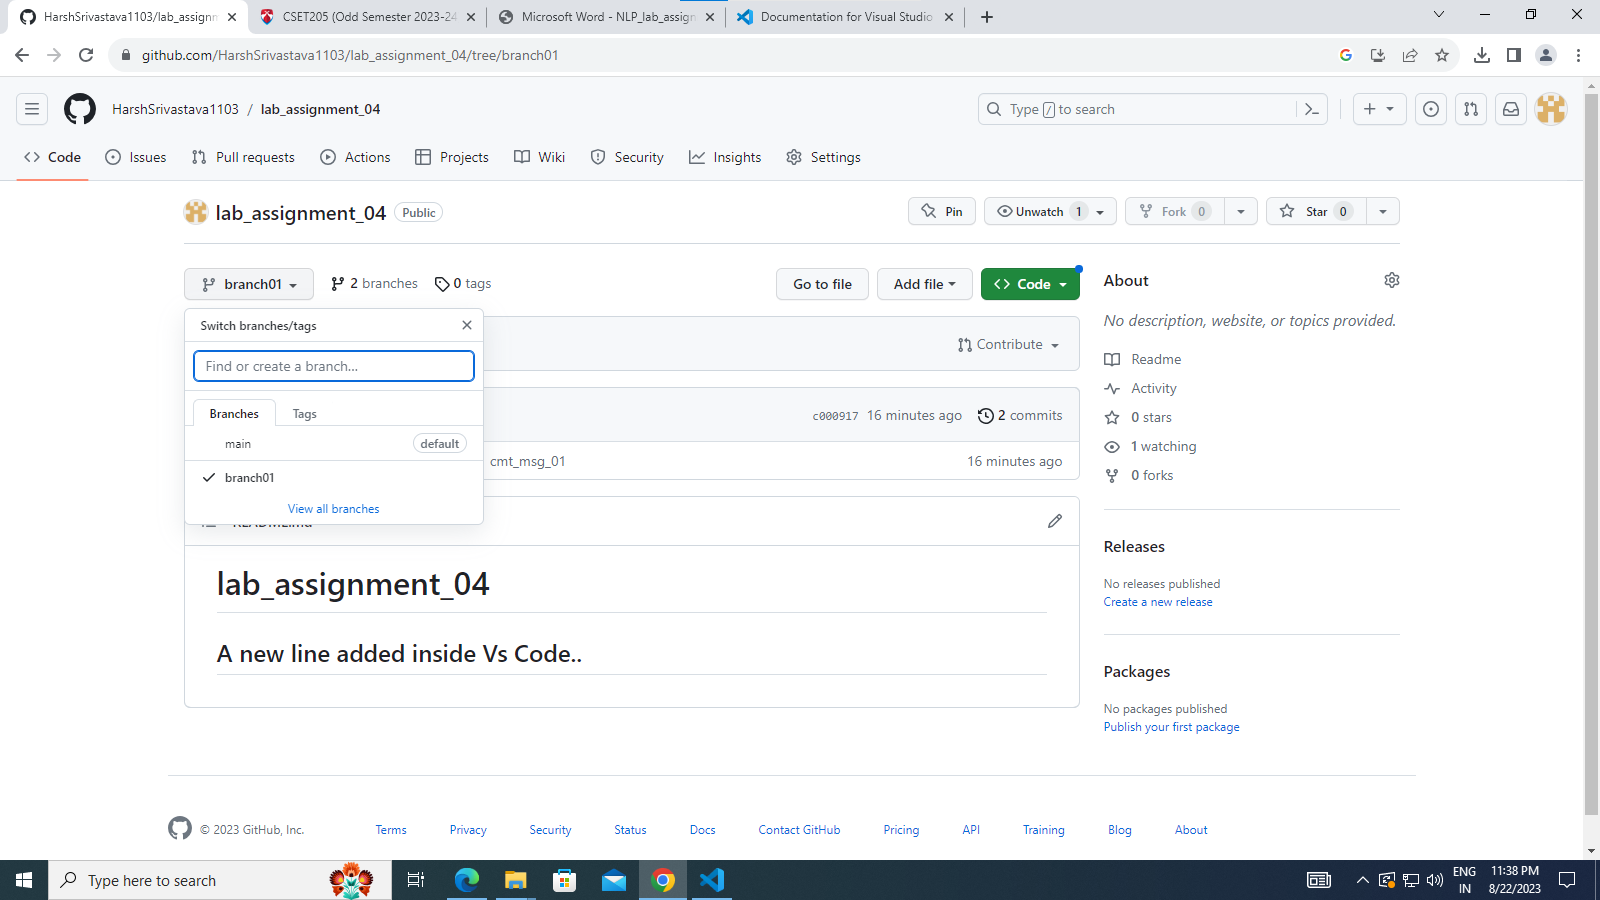 HarshSrivastava1103/lab_assignm
CSET205 (Odd Semester 2023-24
Microsoft Word - NLP_lab_assign
Documentation for Visual Studio
github.com/HarshSrivastava1103/lab_assignment_04/tree/branch01
HarshSrivastava1103 / lab_assignment_04
Type / to search
Code Issues Pull requests Actions Projects Wiki Security Insights Settings
lab_assignment_04 Public
Pin Unwatch 1 Fork 0 Star 0
branch01 2 branches 0 tags Go to file Add file Code
About
No description, website, or topics provided.
Readme
Activity
0 stars
1 watching
0 forks
Switch branches/tags
Find or create a branch...
Branches Tags
main default
branch01
View all branches
Contribute
c000917 16 minutes ago 2 commits
cmt_msg_01 16 minutes ago
lab_assignment_04
A new line added inside Vs Code..
Releases
No releases published
Create a new release
Packages
No packages published
Publish your first package
© 2023 GitHub, Inc. Terms Privacy Security Status Docs Contact GitHub Pricing API Training Blog About
Type here to search
ENG
IN
11:38 PM
8/22/2023